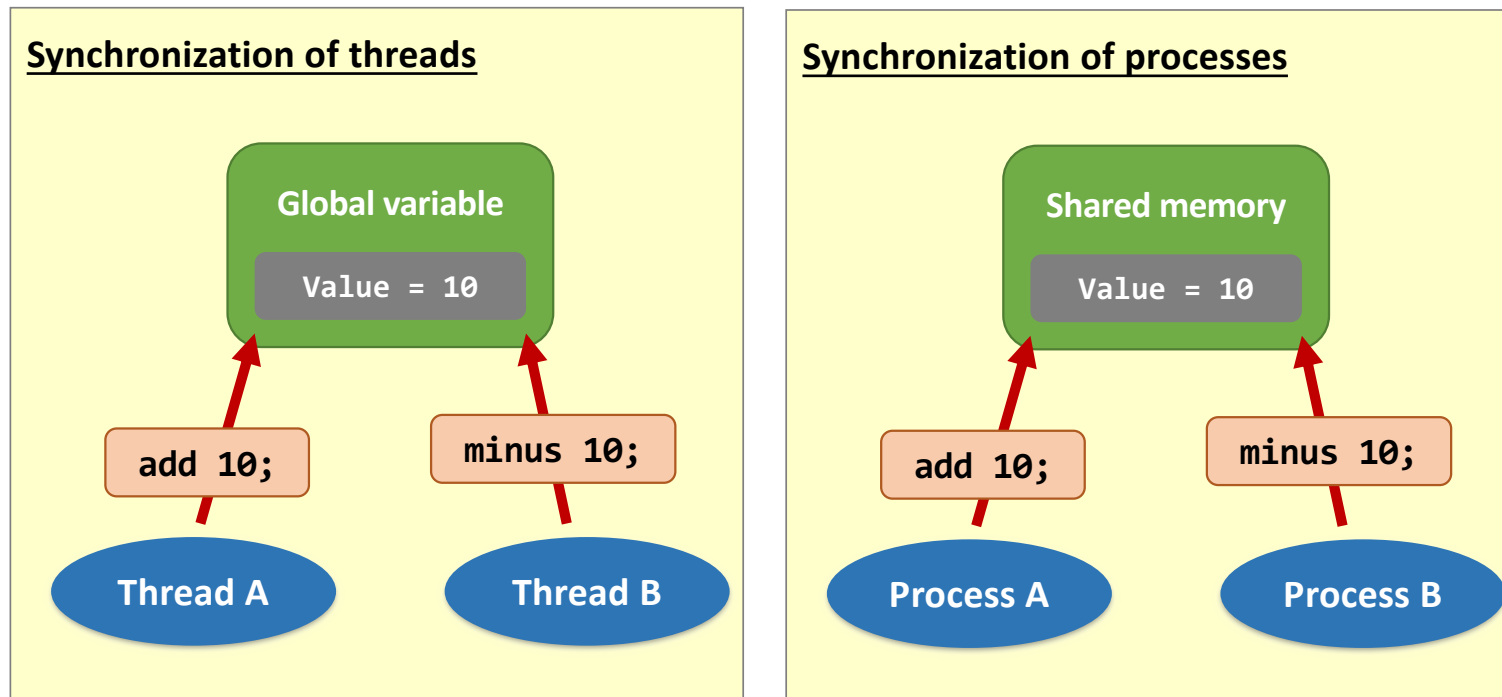 Synchronization of threads
Global variable
Value = 10
add 10;
minus 10;
Thread A
Thread B
Synchronization of processes
Shared memory
Value = 10
add 10;
minus 10;
Process A
Process B